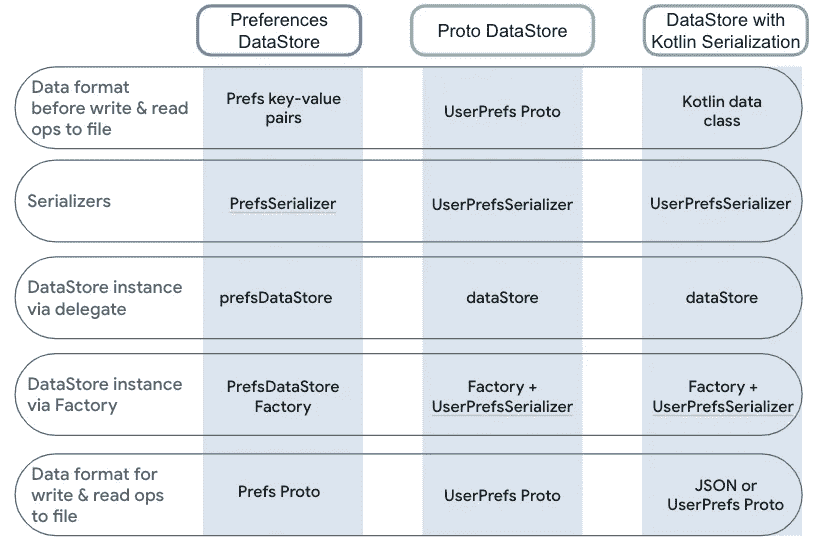 Preferences
DataStore
Proto DataStore
DataStore with
Kotlin Serialization
Data format
before write & read
ops to file
Prefs key-value
pairs
UserPrefs Proto
Kotlin data
class
Serializers
PrefsSerializer
UserPrefsSerializer
UserPrefsSerializer
DataStore instance
via delegate
prefsDataStore
dataStore
dataStore
DataStore instance
via Factory
PrefsDataStore
Factory
Factory +
UserPrefsSerializer
Factory +
UserPrefsSerializer
Data format for
write & read ops
to file
Prefs Proto
UserPrefs Proto
JSON or
UserPrefs Proto